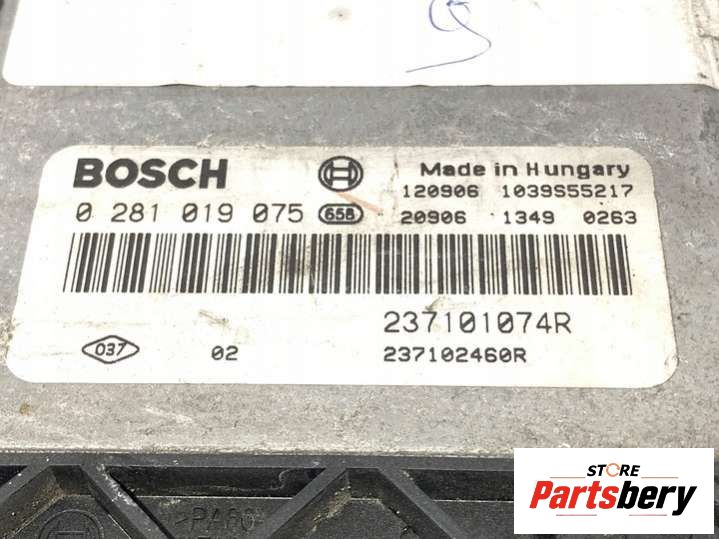 BOSCH
Made in Hungary
120906 1039S55217
0 281 019 075 658
20906 1349 0263
237101074R
037 02 237102460R
>PA66-
STORE
Partsbery